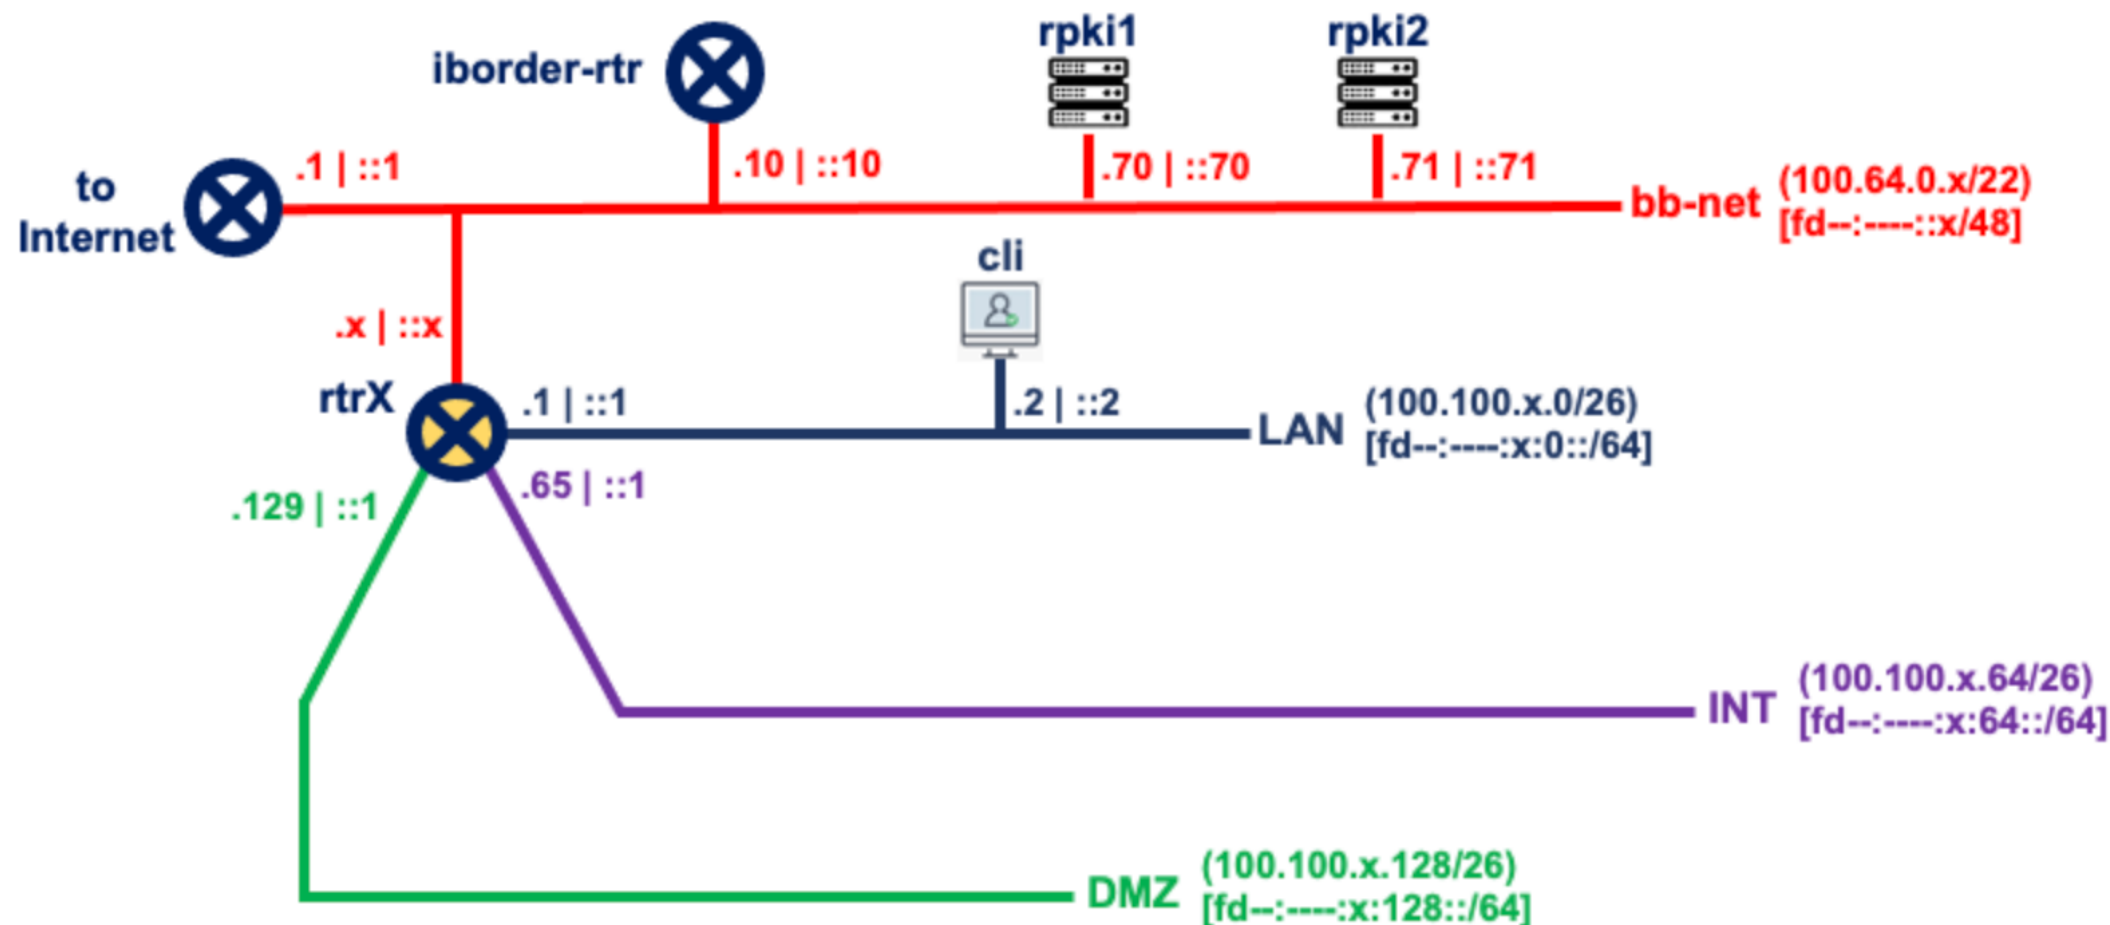 rpki1
rpki2
iborder-rtr
to
Internet
.1 | ::1
.10 | ::10
.70 | ::70
.71 | ::71
bb-net
(100.64.0.x/22)
[fd--:----::x/48]
cli
.x | ::x
rtrX
.1 | ::1
.2 | ::2
LAN
(100.100.x.0/26)
[fd--:----:x:0::/64]
.129 | ::1
.65 | ::1
INT
(100.100.x.64/26)
[fd--:----:x:64::/64]
DMZ
(100.100.x.128/26)
[fd--:----:x:128::/64]